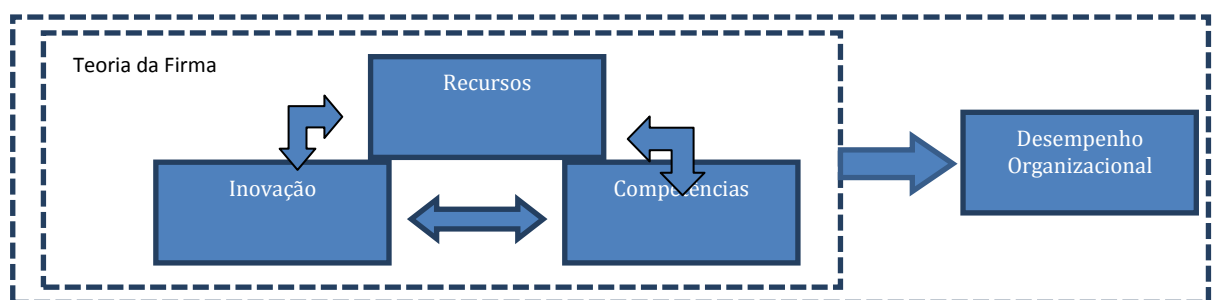 Teoria da Firma
Recursos
Inovação
Competências
Desempenho
Organizacional